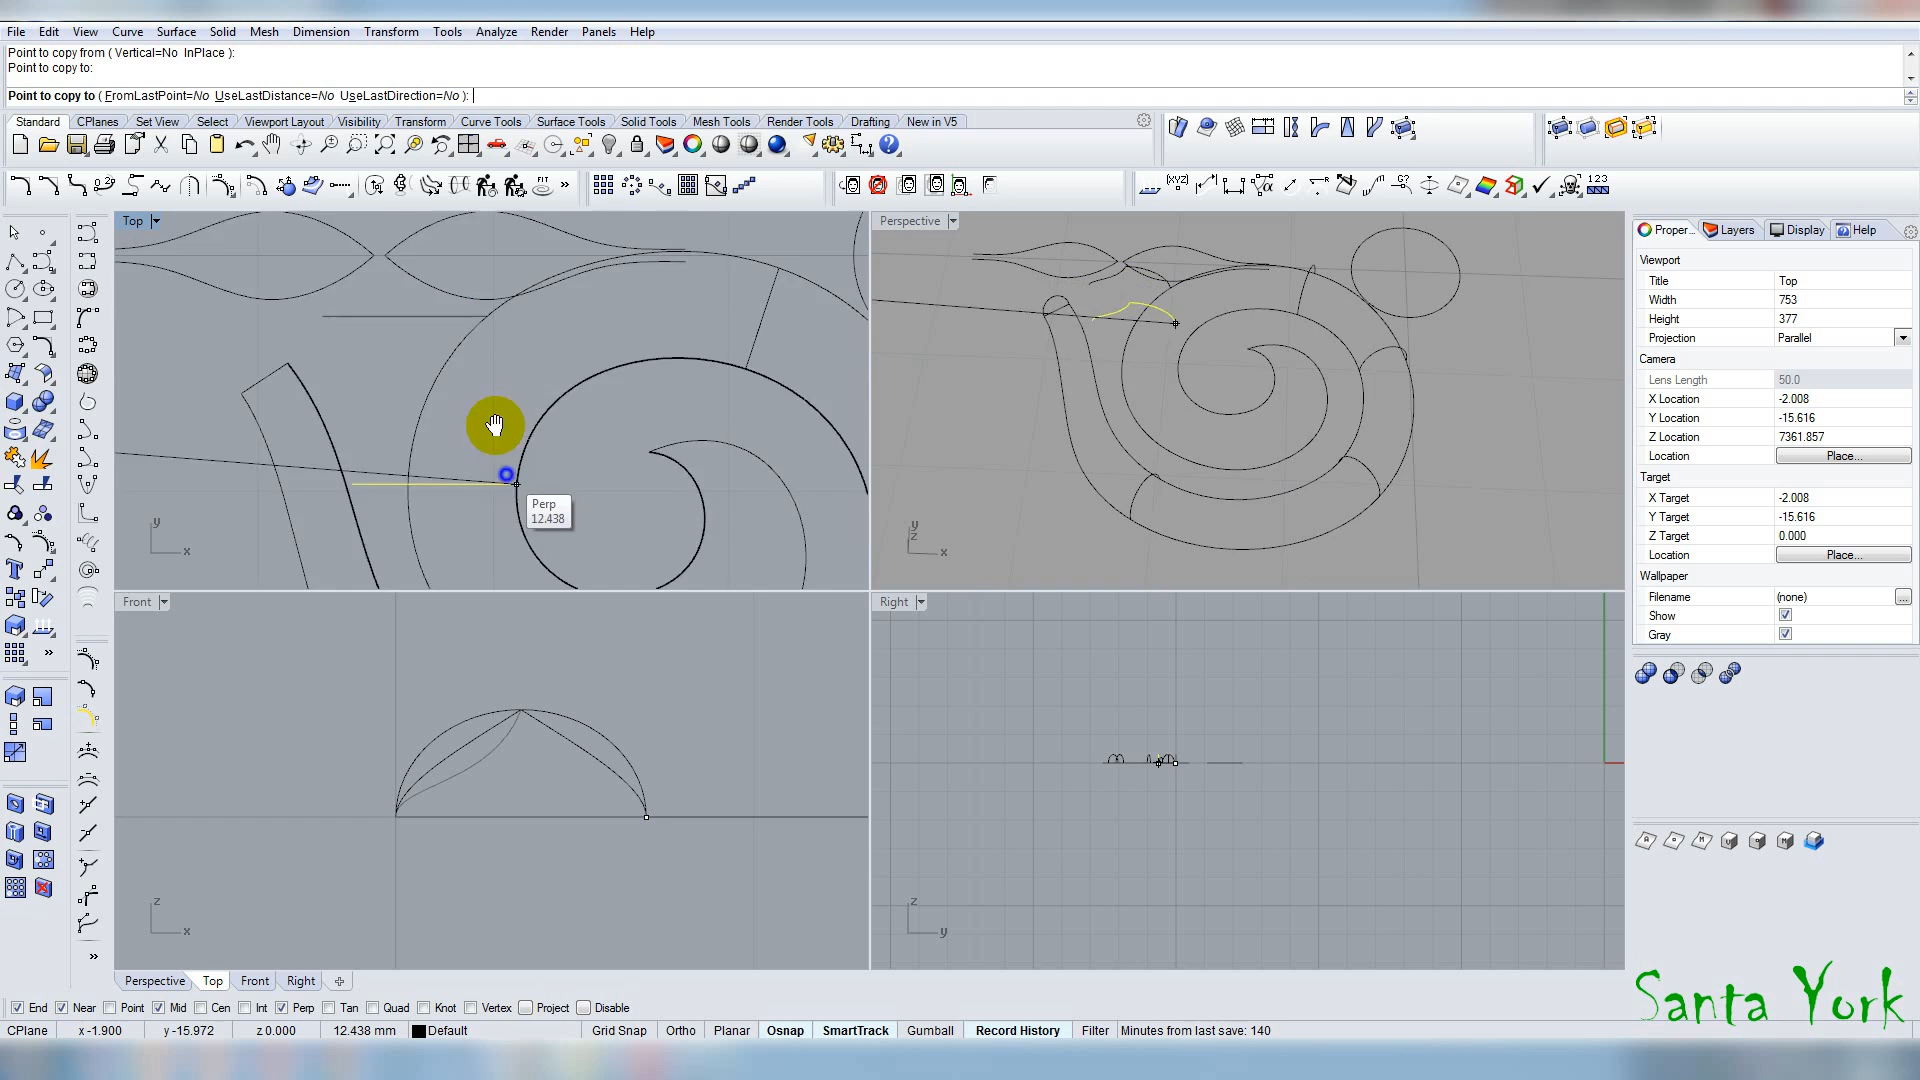 File Edit View Curve Surface Solid Mesh Dimension Transform Tools Analyze Render Panels Help
Point to copy from ( Vertical=No InPlace ):
Point to copy to:
Point to copy to ( FromLastPoint=No UseLastDistance=No UseLastDirection=No ):
Standard CPlanes Set View Select Viewport Layout Visibility Transform Curve Tools Surface Tools Solid Tools Mesh Tools Render Tools Drafting New in V5
Top
Perspective
Proper... Layers Display Help
Viewport
Title Top
Width 753
Height 377
Projection Parallel
Camera
Lens Length 50.0
X Location -2.008
Y Location -15.616
Z Location 7361.857
Location Place...
Target
X Target -2.008
Y Target -15.616
Z Target 0.000
Location Place...
Wallpaper
Filename (none) ...
Show
Gray
Perp
12.438
y
x
y
z
x
Front
Right
z
x
z
y
Perspective Top Front Right
End Near Point Mid Cen Int Perp Tan Quad Knot Vertex Project Disable
CPlane x -1.900 y -15.972 z 0.000 12.438 mm Default Grid Snap Ortho Planar Osnap SmartTrack Gumball Record History Filter Minutes from last save: 140
Santa York